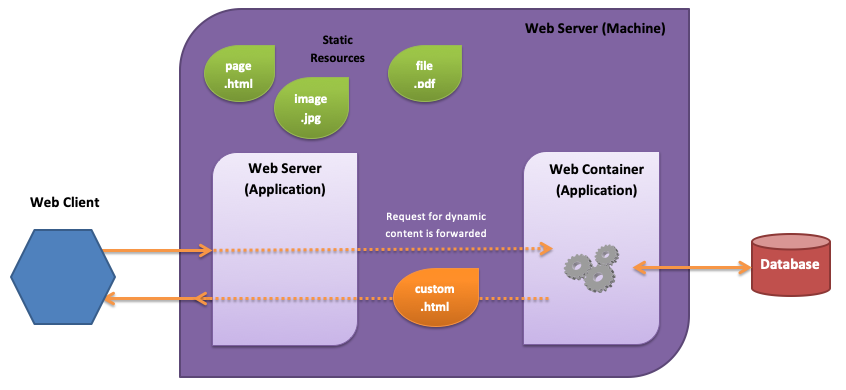 Web Server (Machine)
Static
Resources
page
.html
file
.pdf
image
.jpg
Web Server
(Application)
Web Container
(Application)
Web Client
Request for dynamic
content is forwarded
Database
custom
.html